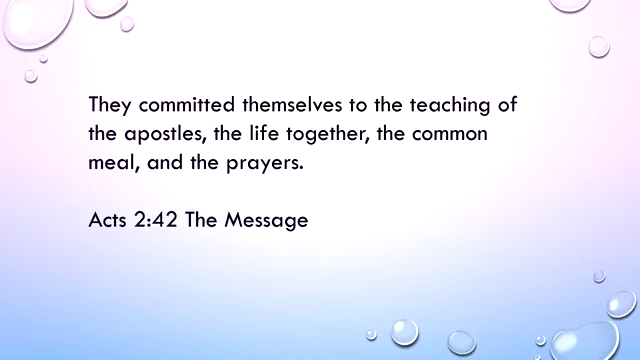 They committed themselves to the teaching of
the apostles, the life together, the common
meal, and the prayers.
Acts 2:42 The Message